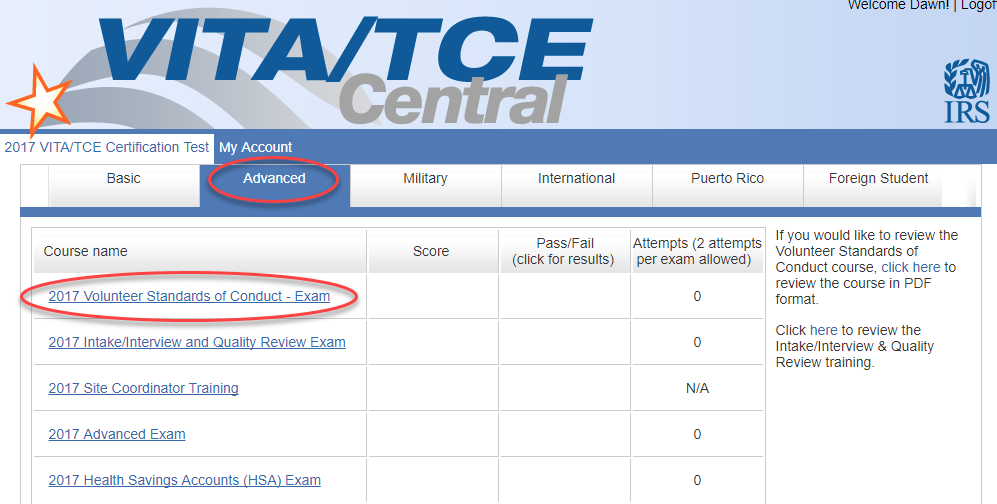 Welcome Dawn! | Logoff
VITA/TCE
Central
IRS
2017 VITA/TCE Certification Test My Account
Basic Advanced Military International Puerto Rico Foreign Student
Course name Score Pass/Fail (click for results) Attempts (2 attempts per exam allowed)
2017 Volunteer Standards of Conduct - Exam 0
2017 Intake/Interview and Quality Review Exam 0
2017 Site Coordinator Training N/A
2017 Advanced Exam 0
2017 Health Savings Accounts (HSA) Exam 0
If you would like to review the
Volunteer Standards of
Conduct course, click here to
review the course in PDF
format.
Click here to review the
Intake/Interview & Quality
Review training.